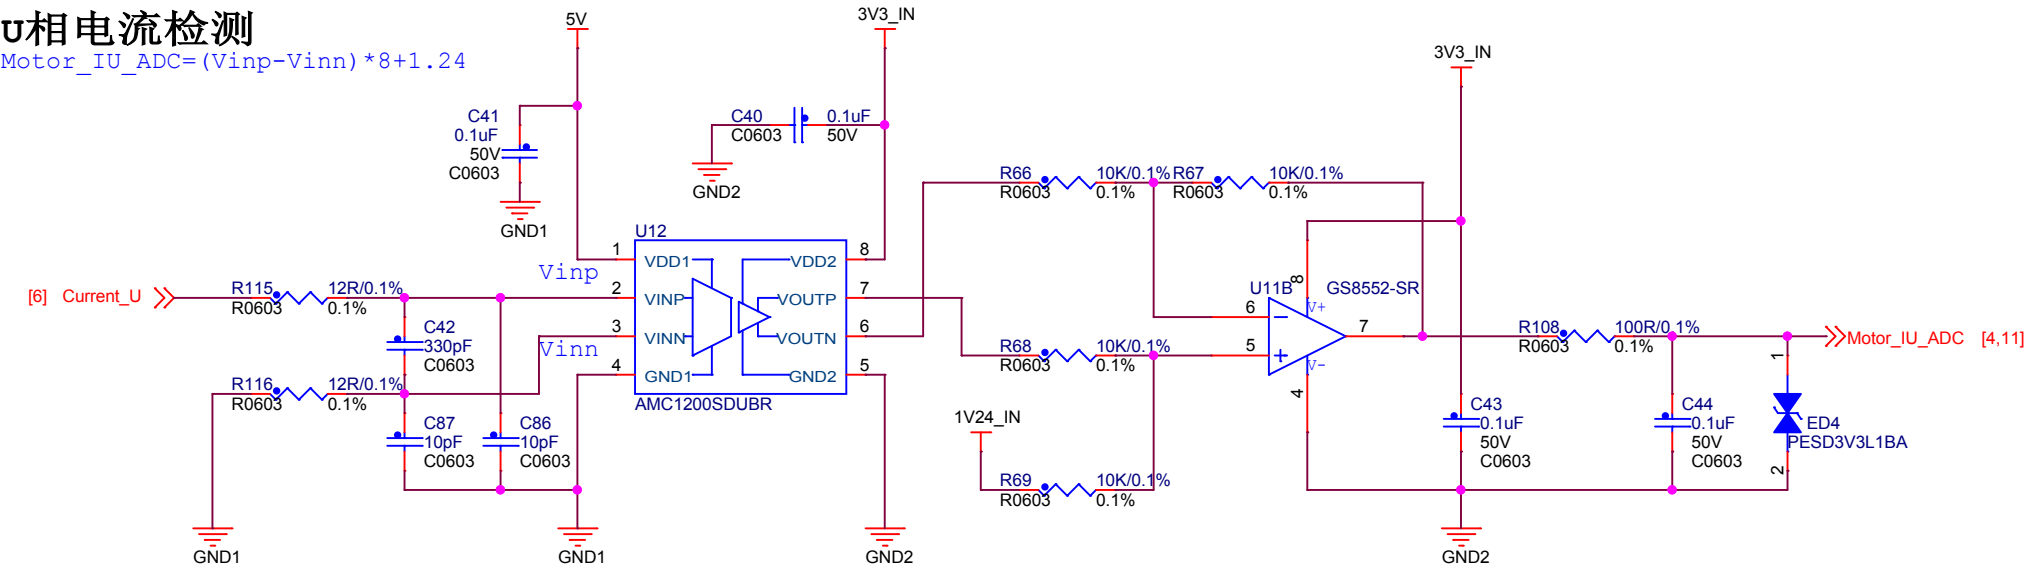 U相电流检测
Motor_IU_ADC=(Vinp-Vinn)*8+1.24
5V
3V3_IN
3V3_IN
C41
0.1uF
50V
C0603
GND1
C40
C0603
0.1uF
50V
GND2
R66
R0603
10K/0.1%
0.1%
R67
R0603
10K/0.1%
0.1%
U12
1
VDD1
VDD2
8
Vinp
2
VINP
VOUTP
7
3
VINN
VOUTN
6
Vinn
4
GND1
GND2
5
AMC1200SDUBR
[6]
Current_U
R115
R0603
12R/0.1%
0.1%
C42
330pF
C0603
R116
R0603
12R/0.1%
0.1%
C87
10pF
C0603
C86
10pF
C0603
GND1
GND1
GND2
R68
R0603
10K/0.1%
0.1%
1V24_IN
R69
R0603
10K/0.1%
0.1%
U11B
GS8552-SR
8
V+
6
5
7
V-
4
R108
R0603
100R/0.1%
0.1%
Motor_IU_ADC
[4,11]
C43
0.1uF
50V
C0603
C44
0.1uF
50V
C0603
1
ED4
PESD3V3L1BA
2
GND2